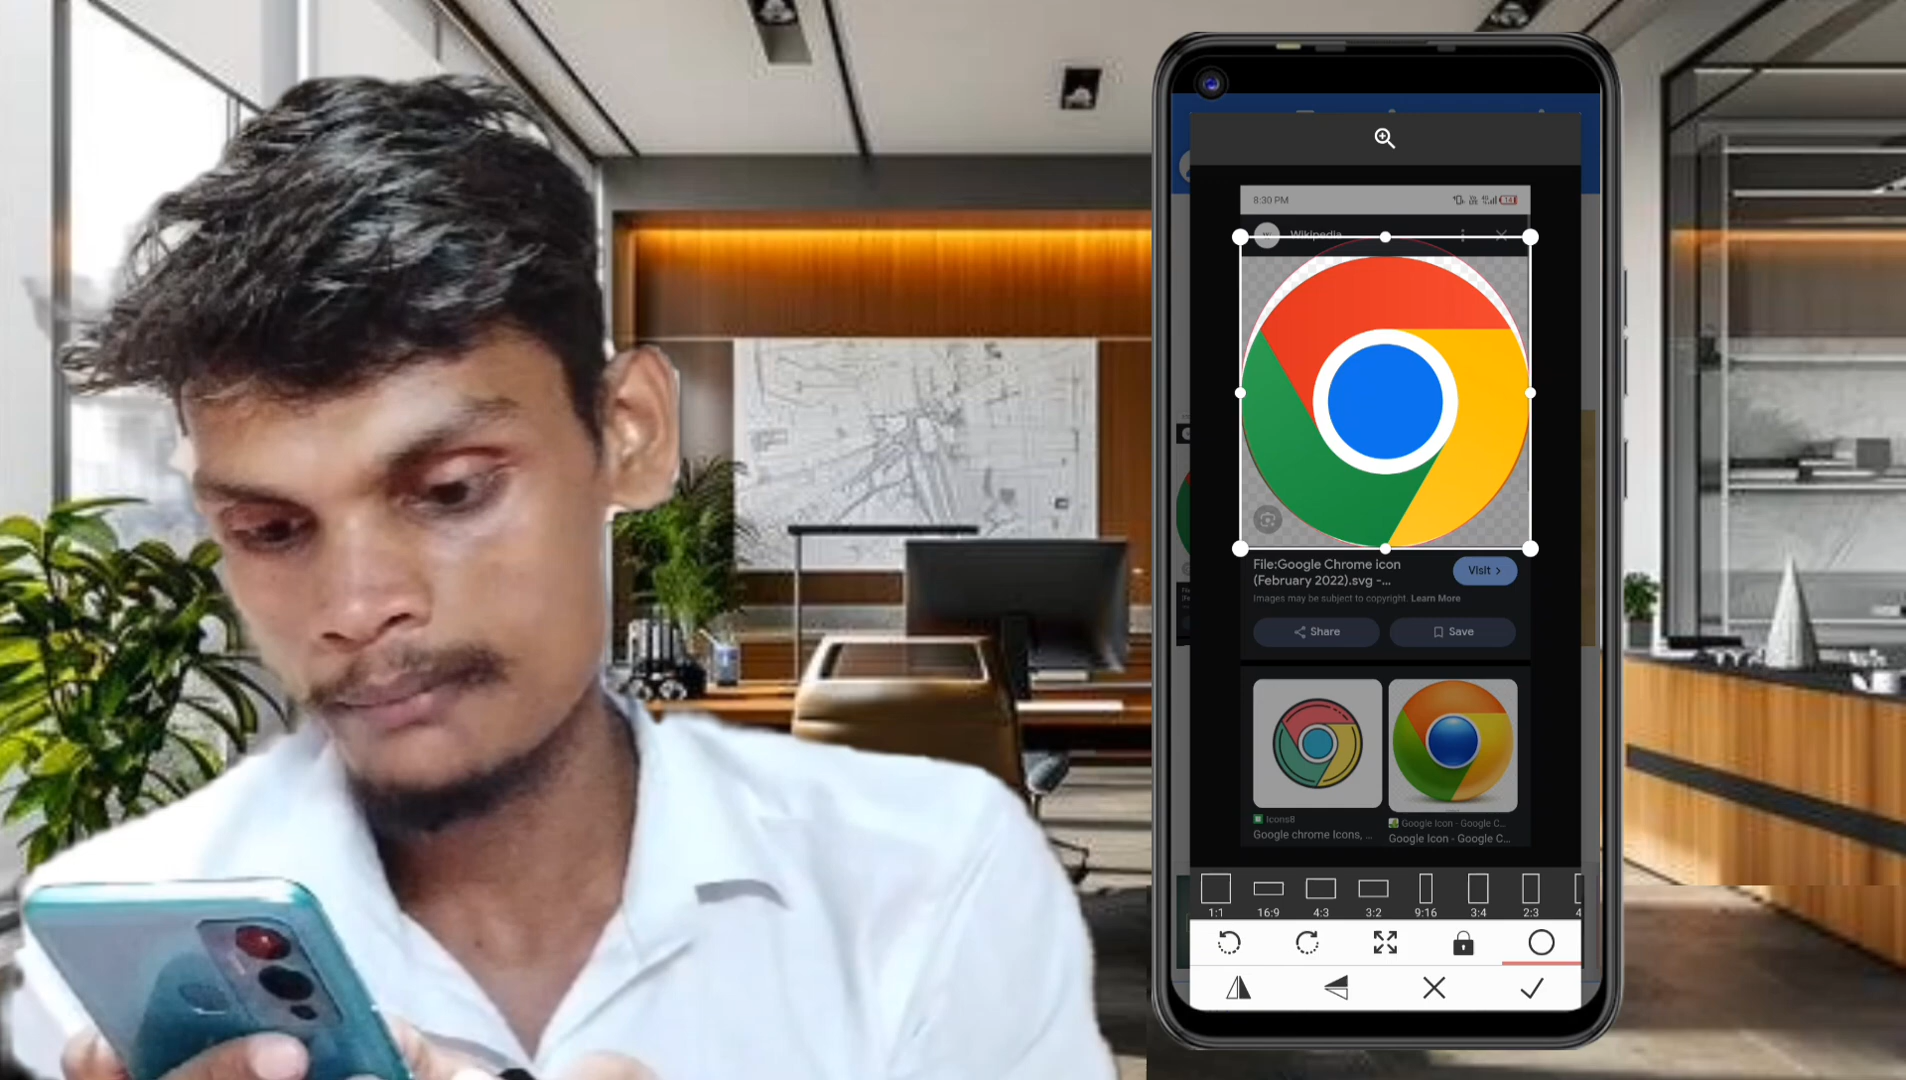 8:30 PM
Wikipedia
File:Google Chrome icon
(February 2022).svg -...
Visit >
Images may be subject to copyright. Learn More
Share
Save
Icons8
Google chrome Icons, ...
Google Icon - Google C...
Google Icon - Google C...
1:1
16:9
4:3
3:2
9:16
3:4
2:3